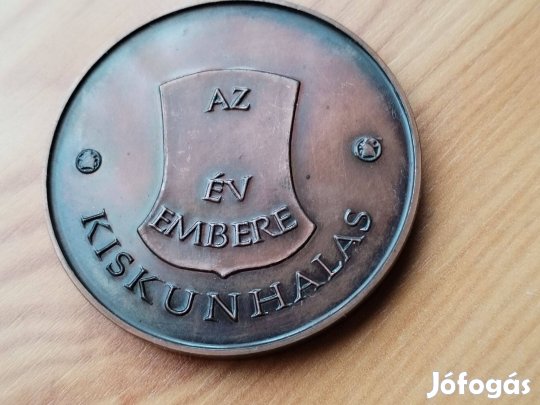 AZ
ÉV
EMBERE
KISKUNHALAS
Jófogás